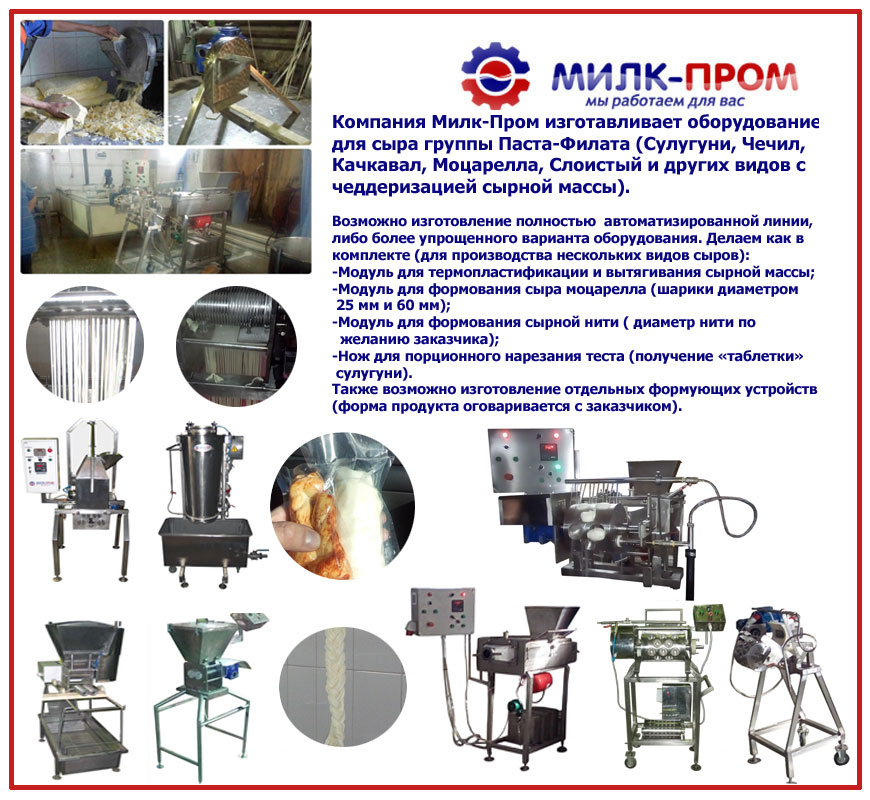 МИЛК-ПРОМ
мы работаем для вас
Компания Милк-Пром изготавливает оборудование
для сыра группы Паста-Филата (Сулугуни, Чечил,
Качкавал, Моцарелла, Слоистый и других видов с
чеддеризацией сырной массы).
Возможно изготовление полностью автоматизированной линии,
либо более упрощенного варианта оборудования. Делаем как в
комплекте (для производства нескольких видов сыров):
-Модуль для термопластификации и вытягивания сырной массы;
-Модуль для формования сыра моцарелла (шарики диаметром
25 мм и 60 мм);
-Модуль для формования сырной нити ( диаметр нити по
желанию заказчика);
-Нож для порционного нарезания теста (получение «таблетки»
сулугуни).
Также возможно изготовление отдельных формующих устройств
(форма продукта оговаривается с заказчиком).